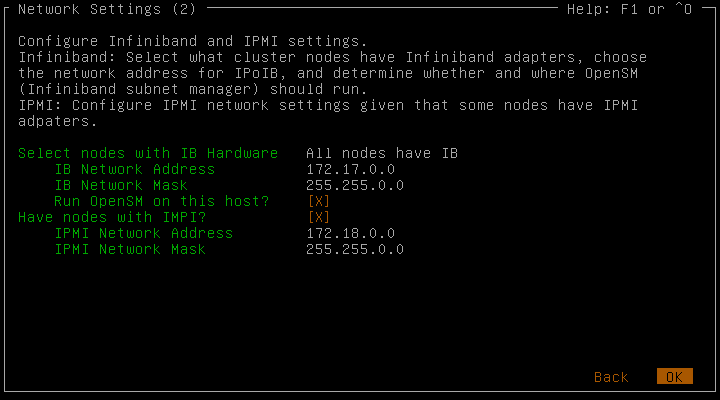 Network Settings (2) Help: F1 or ^O
Configure Infiniband and IPMI settings.
Infiniband: Select what cluster nodes have Infiniband adapters, choose
the network address for IPoIB, and determine whether and where OpenSM
(Infiniband subnet manager) should run.
IPMI: Configure IPMI network settings given that some nodes have IPMI
adpaters.
Select nodes with IB Hardware All nodes have IB
IB Network Address 172.17.0.0
IB Network Mask 255.255.0.0
Run OpenSM on this host? [X]
Have nodes with IMPI? [X]
IPMI Network Address 172.18.0.0
IPMI Network Mask 255.255.0.0
Back OK